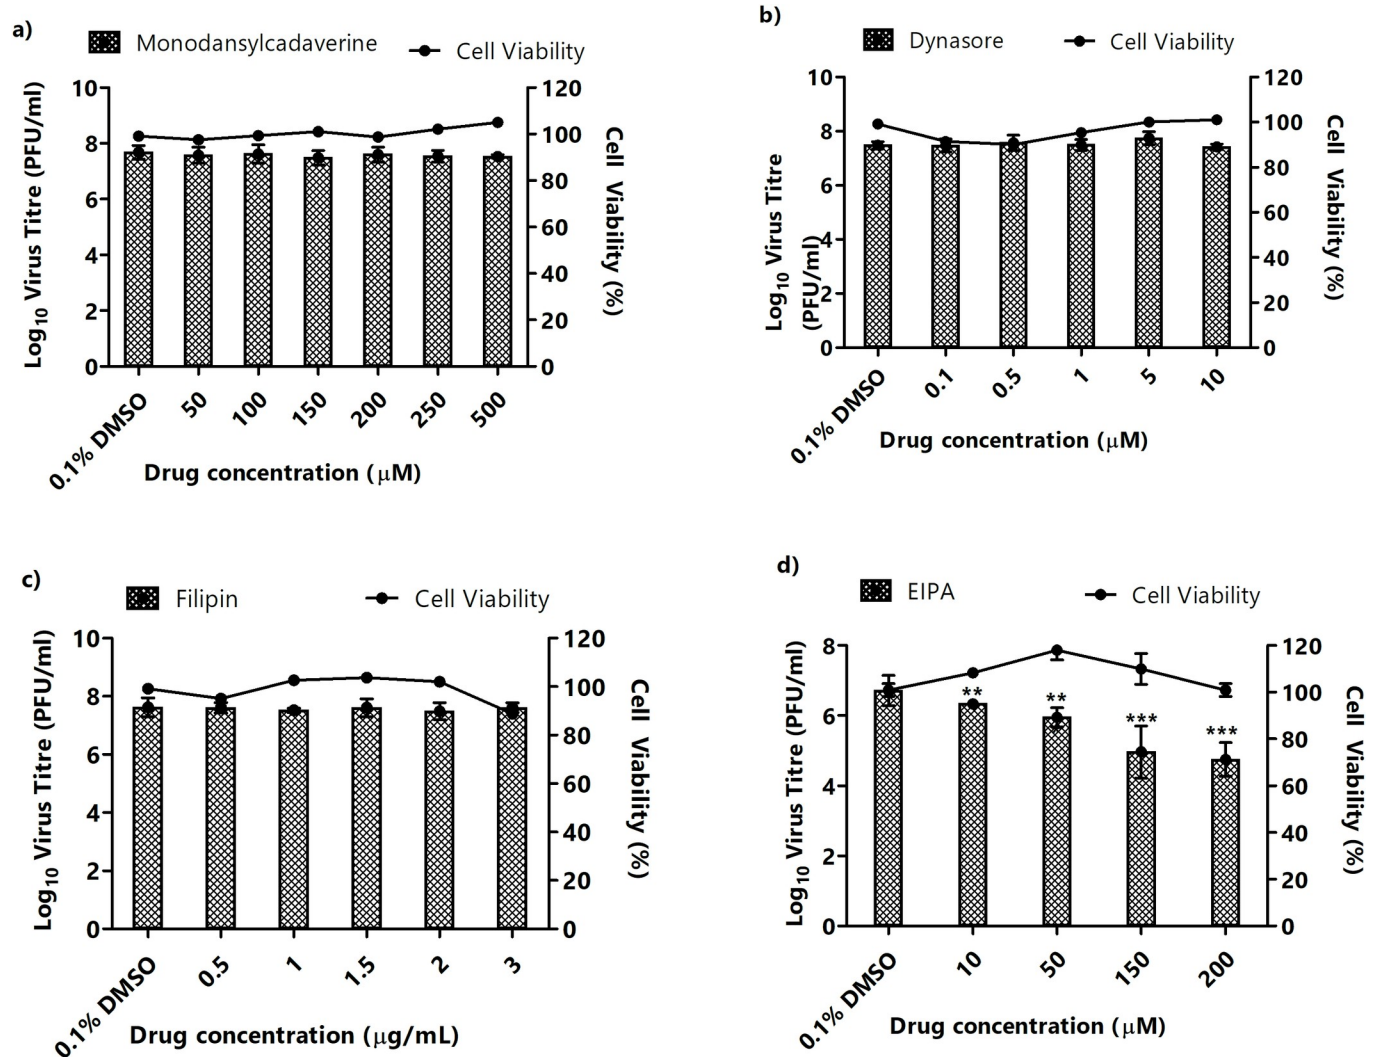 a)
Monodansylcadaverine
Cell Viability
Log10 Virus Titre (PFU/ml)
10
8
6
4
2
0
120
100
80
60
40
20
0
Cell Viability (%)
0.1% DMSO
50
100
150
200
250
500
Drug concentration (μM)
b)
Dynasore
Cell Viability
Log10 Virus Titre
(PFU/ml)
10
8
6
4
2
0
120
100
80
60
40
20
0
Cell Viability (%)
0.1% DMSO
0.1
0.5
1
5
10
Drug concentration (μM)
c)
Filipin
Cell Viability
Log10 Virus Titre (PFU/ml)
10
8
6
4
2
0
120
100
80
60
40
20
0
Cell Viability (%)
0.1% DMSO
0.5
1
1.5
2
3
Drug concentration (μg/mL)
d)
EIPA
Cell Viability
Log10 Virus Titre (PFU/ml)
8
6
4
2
0
120
100
80
60
40
20
0
Cell Viability (%)
**
**
***
***
0.1% DMSO
10
50
150
200
Drug concentration (μM)